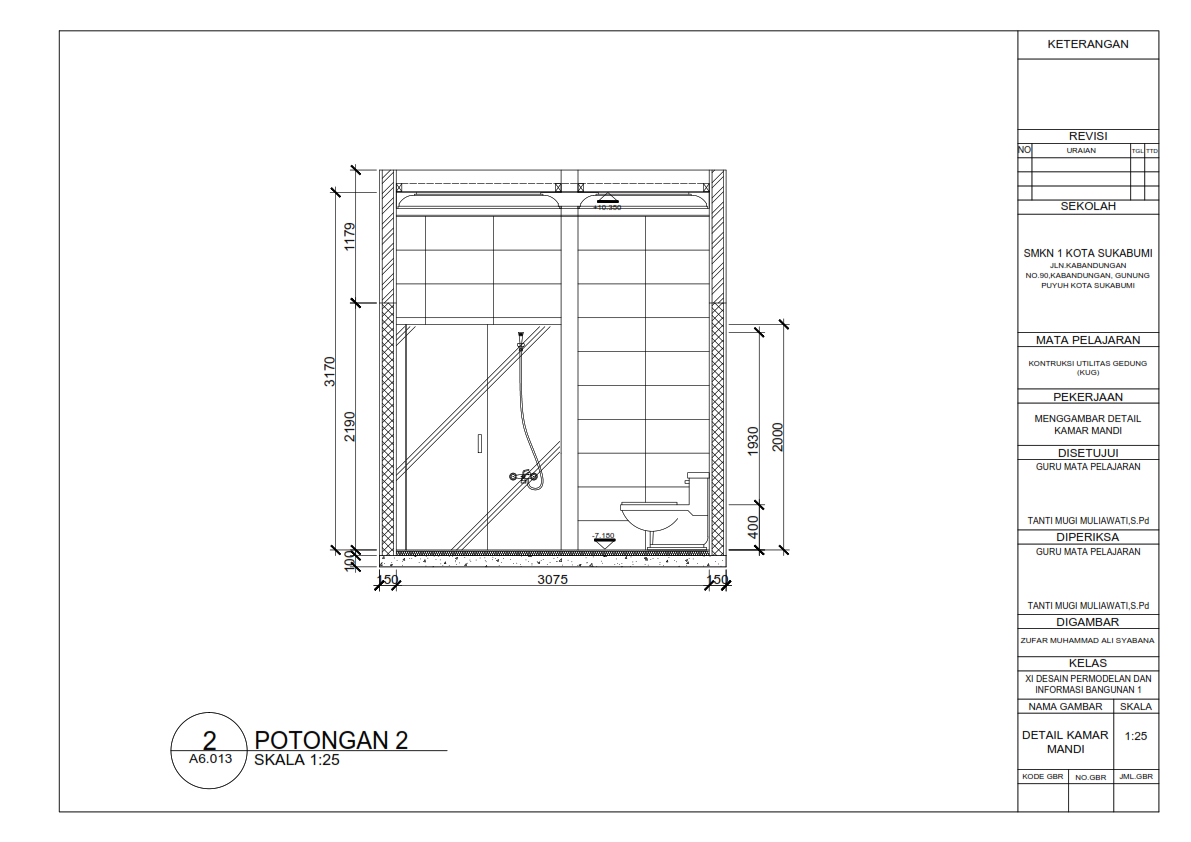 KETERANGAN
REVISI
NO URAIAN TGL TTD
SEKOLAH
SMKN 1 KOTA SUKABUMI
JLN.KABANDUNGAN
NO.90,KABANDUNGAN, GUNUNG
PUYUH KOTA SUKABUMI
MATA PELAJARAN
KONTRUKSI UTILITAS GEDUNG
(KUG)
PEKERJAAN
MENGGAMBAR DETAIL
KAMAR MANDI
DISETUJUI
GURU MATA PELAJARAN
TANTI MUGI MULIAWATI,S.Pd
DIPERIKSA
GURU MATA PELAJARAN
TANTI MUGI MULIAWATI,S.Pd
DIGAMBAR
ZUFAR MUHAMMAD ALI SYABANA
KELAS
XI DESAIN PERMODELAN DAN
INFORMASI BANGUNAN 1
NAMA GAMBAR SKALA
DETAIL KAMAR
MANDI
1:25
KODE GBR NO.GBR JML.GBR
+10.350
1179
3170
2190
100
1930
2000
400
-7.150
150 3075 150
2
A6.013
POTONGAN 2
SKALA 1:25